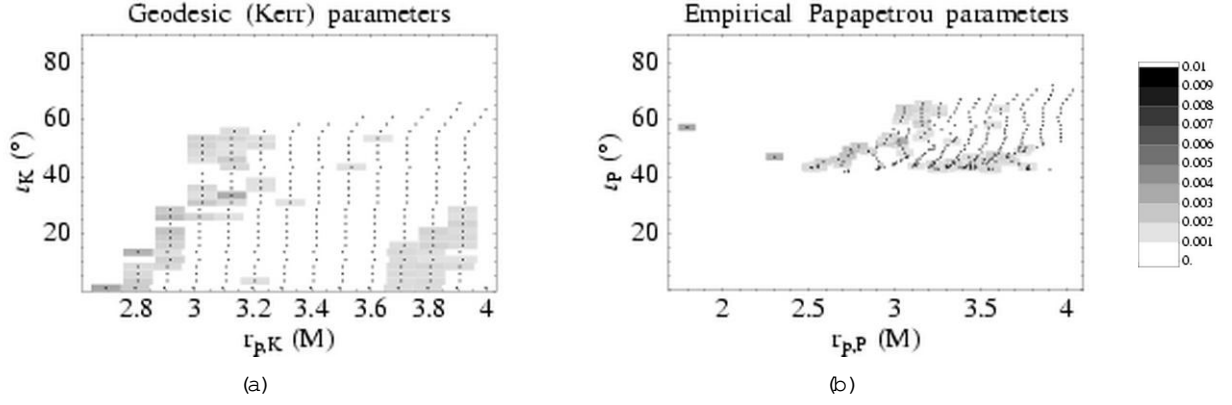 Geodesic (Kerr) parameters
80
60
40
20
ι_K (°)
2.8 3 3.2 3.4 3.6 3.8 4
r_p,K (M)
(a)
Empirical Papapetrou parameters
80
60
40
20
ι_P (°)
2 2.5 3 3.5 4
r_p,P (M)
(b)
0.01
0.009
0.008
0.007
0.006
0.005
0.004
0.003
0.002
0.001
0.